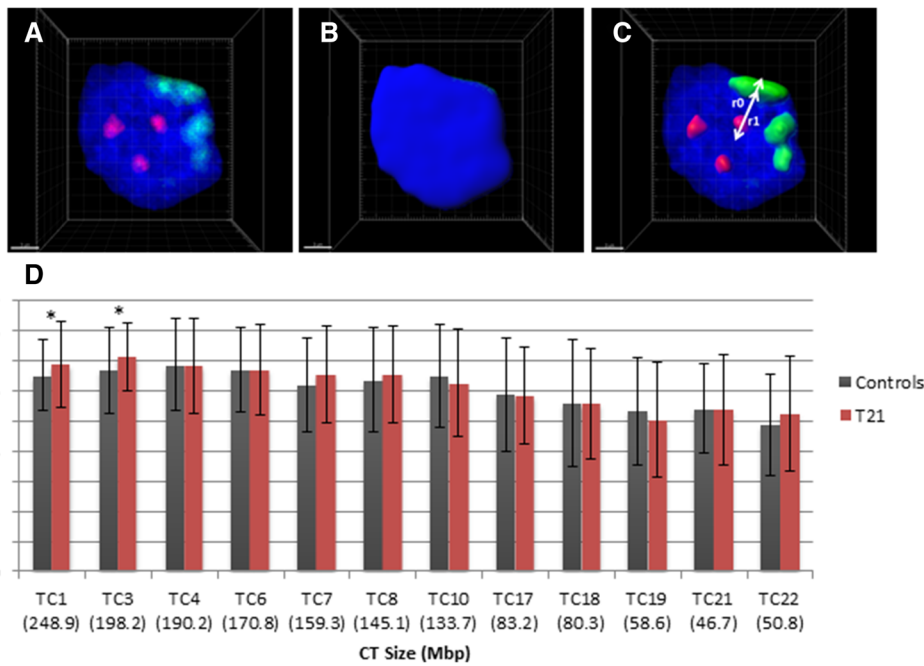 A
B
C
r0
r1
D
* *
Controls
T21
TC1 TC3 TC4 TC6 TC7 TC8 TC10 TC17 TC18 TC19 TC21 TC22
(248.9) (198.2) (190.2) (170.8) (159.3) (145.1) (133.7) (83.2) (80.3) (58.6) (46.7) (50.8)
CT Size (Mbp)